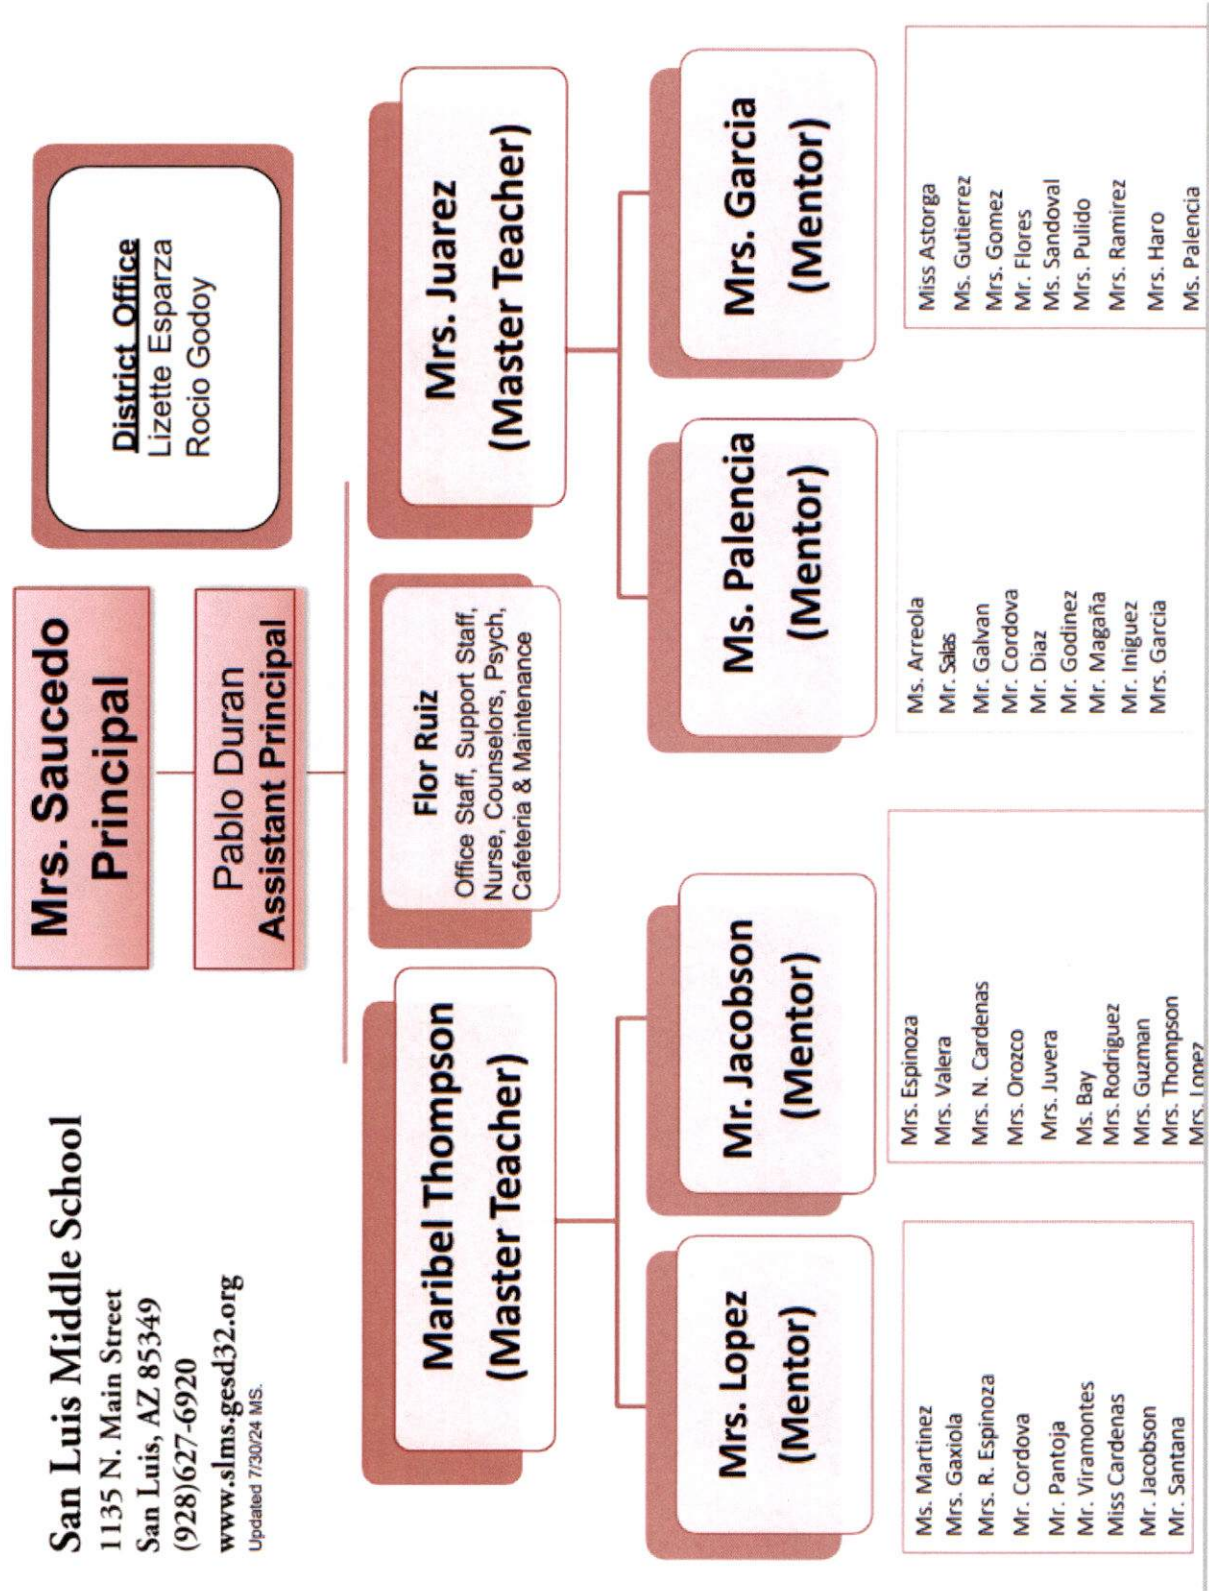 San Luis Middle School
1135 N. Main Street
San Luis, AZ 85349
(928)627-6920
www.slms.gesd32.org
Updated 7/30/24 MS.
Mrs. Saucedo
Principal
Pablo Duran
Assistant Principal
District Office
Lizette Esparza
Rocio Godoy
Maribel Thompson
(Master Teacher)
Flor Ruiz
Office Staff, Support Staff,
Nurse, Counselors, Psych,
Cafeteria & Maintenance
Mrs. Juarez
(Master Teacher)
Mrs. Lopez
(Mentor)
Mr. Jacobson
(Mentor)
Ms. Palencia
(Mentor)
Mrs. Garcia
(Mentor)
Ms. Martinez
Mrs. Gaxiola
Mrs. R. Espinoza
Mr. Cordova
Mr. Pantoja
Mr. Viramontes
Miss Cardenas
Mr. Jacobson
Mr. Santana
Mrs. Espinoza
Mrs. Valera
Mrs. N. Cardenas
Mrs. Orozco
Mrs. Juvera
Ms. Bay
Mrs. Rodriguez
Mrs. Guzman
Mrs. Thompson
Mrs. Lopez
Ms. Arreola
Mr. Salas
Mr. Galvan
Mr. Cordova
Mr. Diaz
Mr. Godinez
Mr. Magaña
Mr. Iniguez
Mrs. Garcia
Miss Astorga
Ms. Gutierrez
Mrs. Gomez
Mr. Flores
Ms. Sandoval
Mrs. Pulido
Mrs. Ramirez
Mrs. Haro
Ms. Palencia